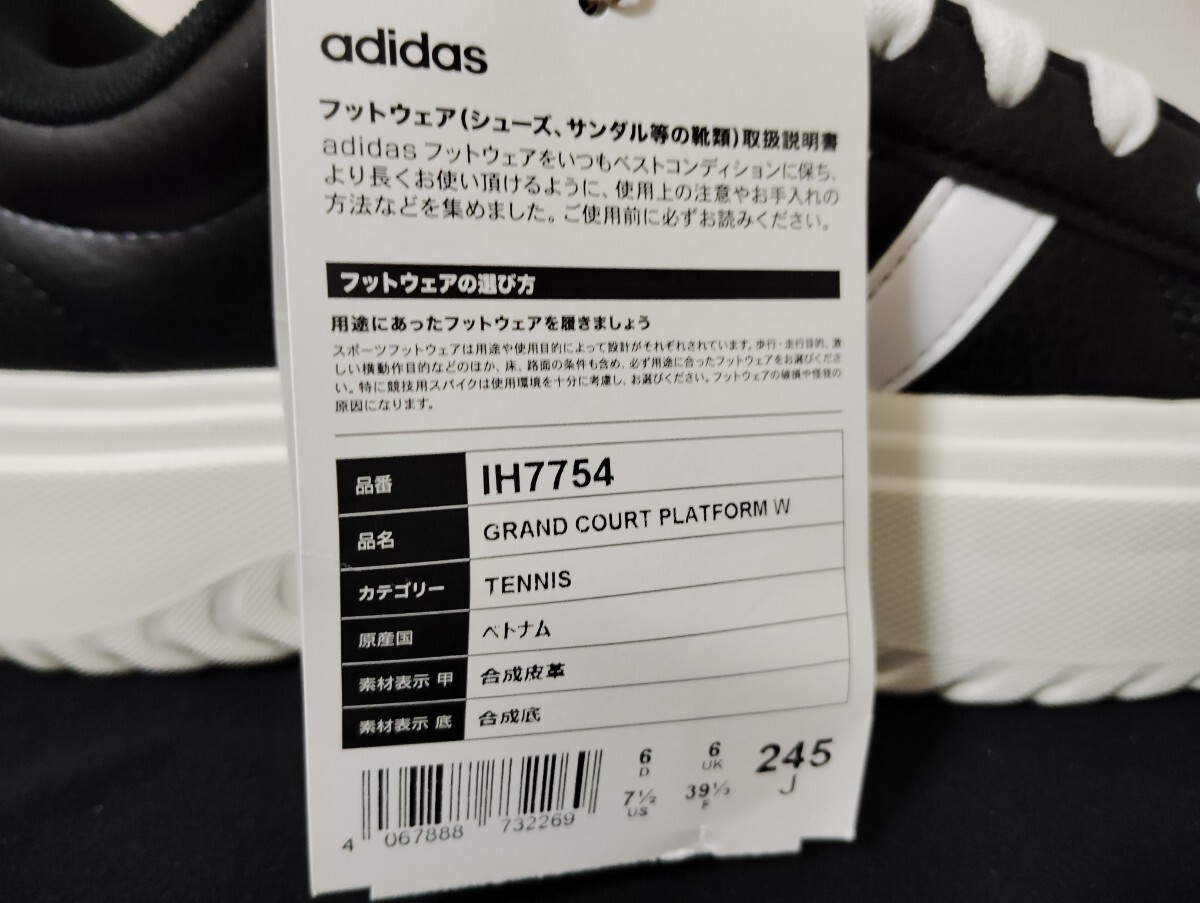 adidas
フットウェア(シューズ、サンダル等の靴類)取扱説明書
adidas フットウェアをいつもベストコンディションに保ち、
より長くお使い頂けるように、使用上の注意やお手入れの
方法などを集めました。ご使用前に必ずお読みください。
フットウェアの選び方
用途にあったフットウェアを履きましょう
スポーツフットウェアは用途や使用目的によって設計がそれぞれされています。歩行・走行目的、激
しい横動作目的などのほか、床、路面の条件も含め、必ず用途に合ったフットウェアをお選びくださ
い。特に競技用スパイクは使用環境を十分に考慮し、お選びください。フットウェアの破損や怪我の
原因になります。
品番 IH7754
品名 GRAND COURT PLATFORM W
カテゴリー TENNIS
原産国 ベトナム
素材表示 甲 合成皮革
素材表示 底 合成底
6 6 245
D UK J
7½ 39⅓
US F
4 067888 732269